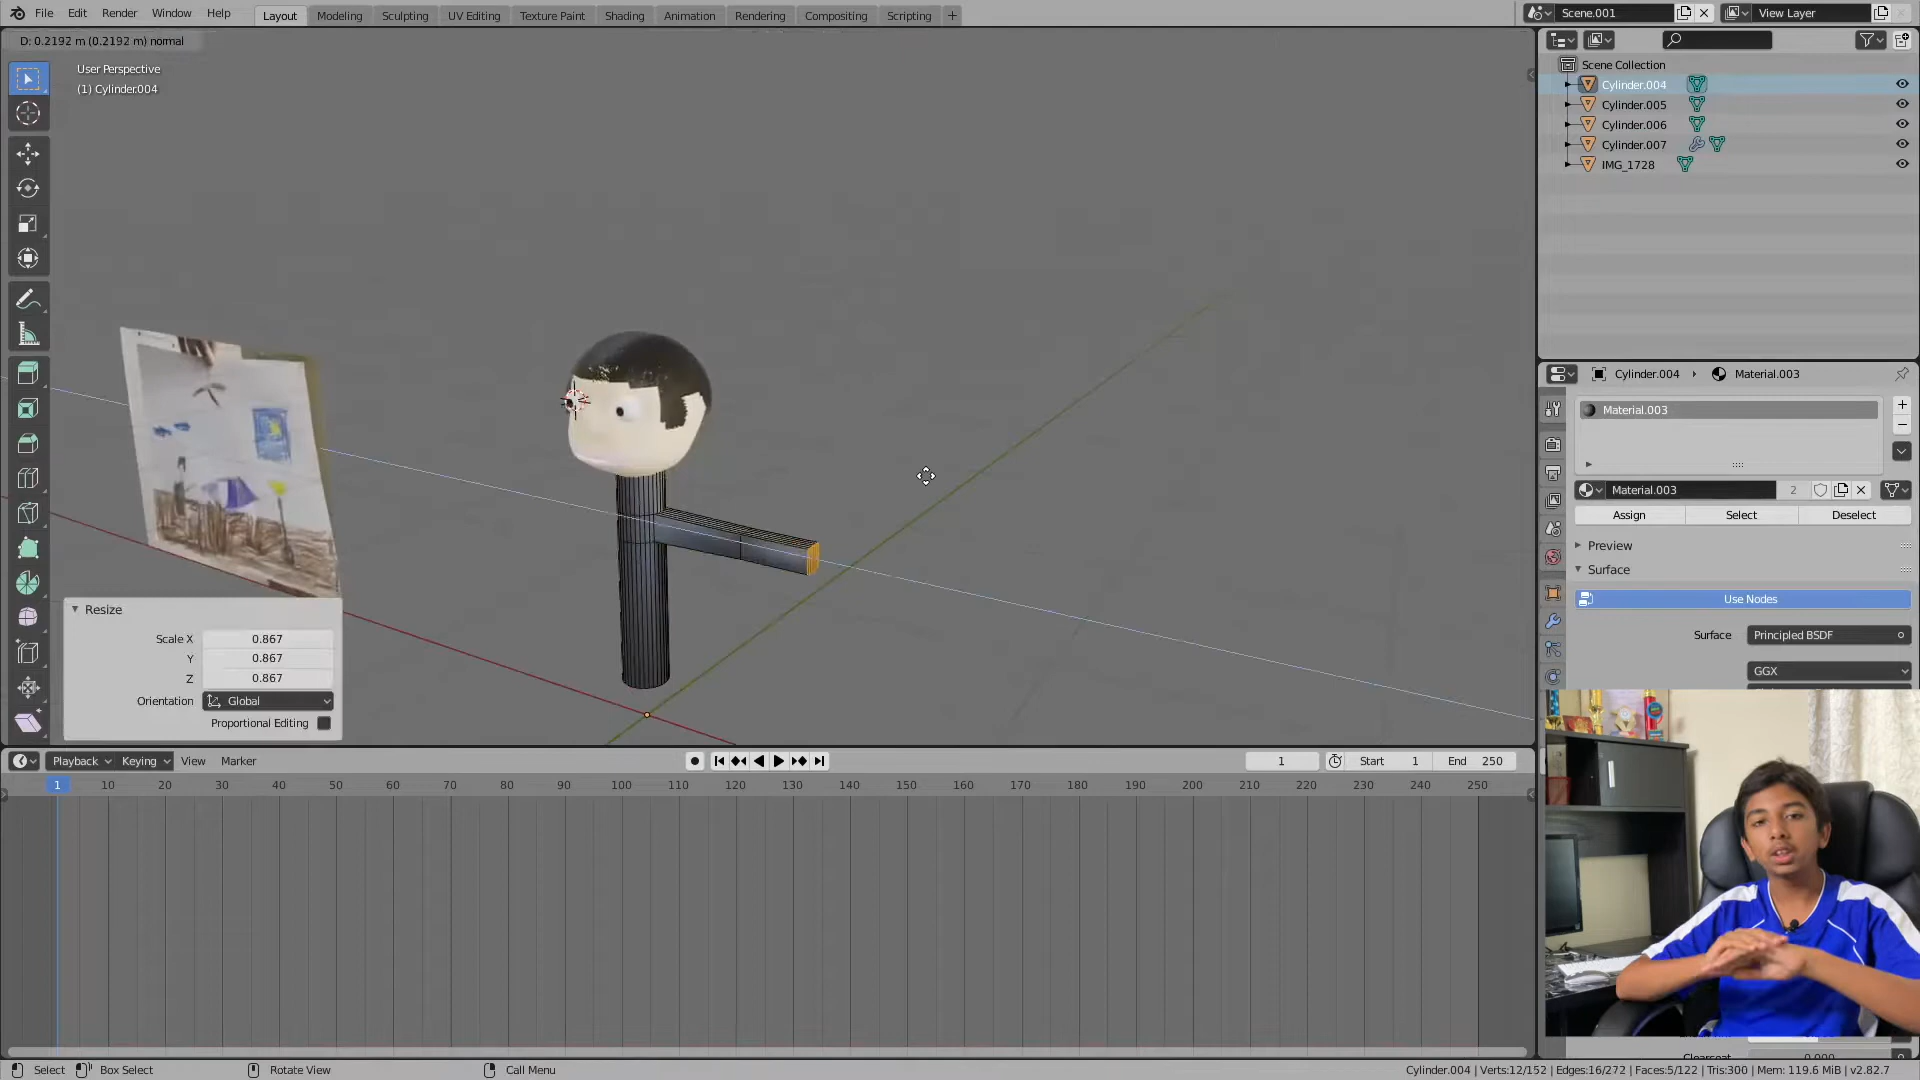 File Edit Render Window Help Layout Modeling Sculpting UV Editing Texture Paint Shading Animation Rendering Compositing Scripting + Scene.001 View Layer
D: 0.2192 m (0.2192 m) normal
User Perspective
(1) Cylinder.004
Scene Collection
Cylinder.004
Cylinder.005
Cylinder.006
Cylinder.007
IMG_1728
Cylinder.004 Material.003
Material.003
Material.003 2
Assign Select Deselect
Preview
Surface
Use Nodes
Surface Principled BSDF
GGX
Resize
Scale X 0.867
Y 0.867
Z 0.867
Orientation Global
Proportional Editing
Playback Keying View Marker 1 Start 1 End 250
1 10 20 30 40 50 60 70 80 90 100 110 120 130 140 150 160 170 180 190 200 210 220 230 240 250
Clearcoat 0.000
Select Box Select Rotate View Call Menu Cylinder.004 | Verts:12/152 | Edges:16/272 | Faces:5/122 | Tris:300 | Mem: 119.6 MiB | v2.82.7